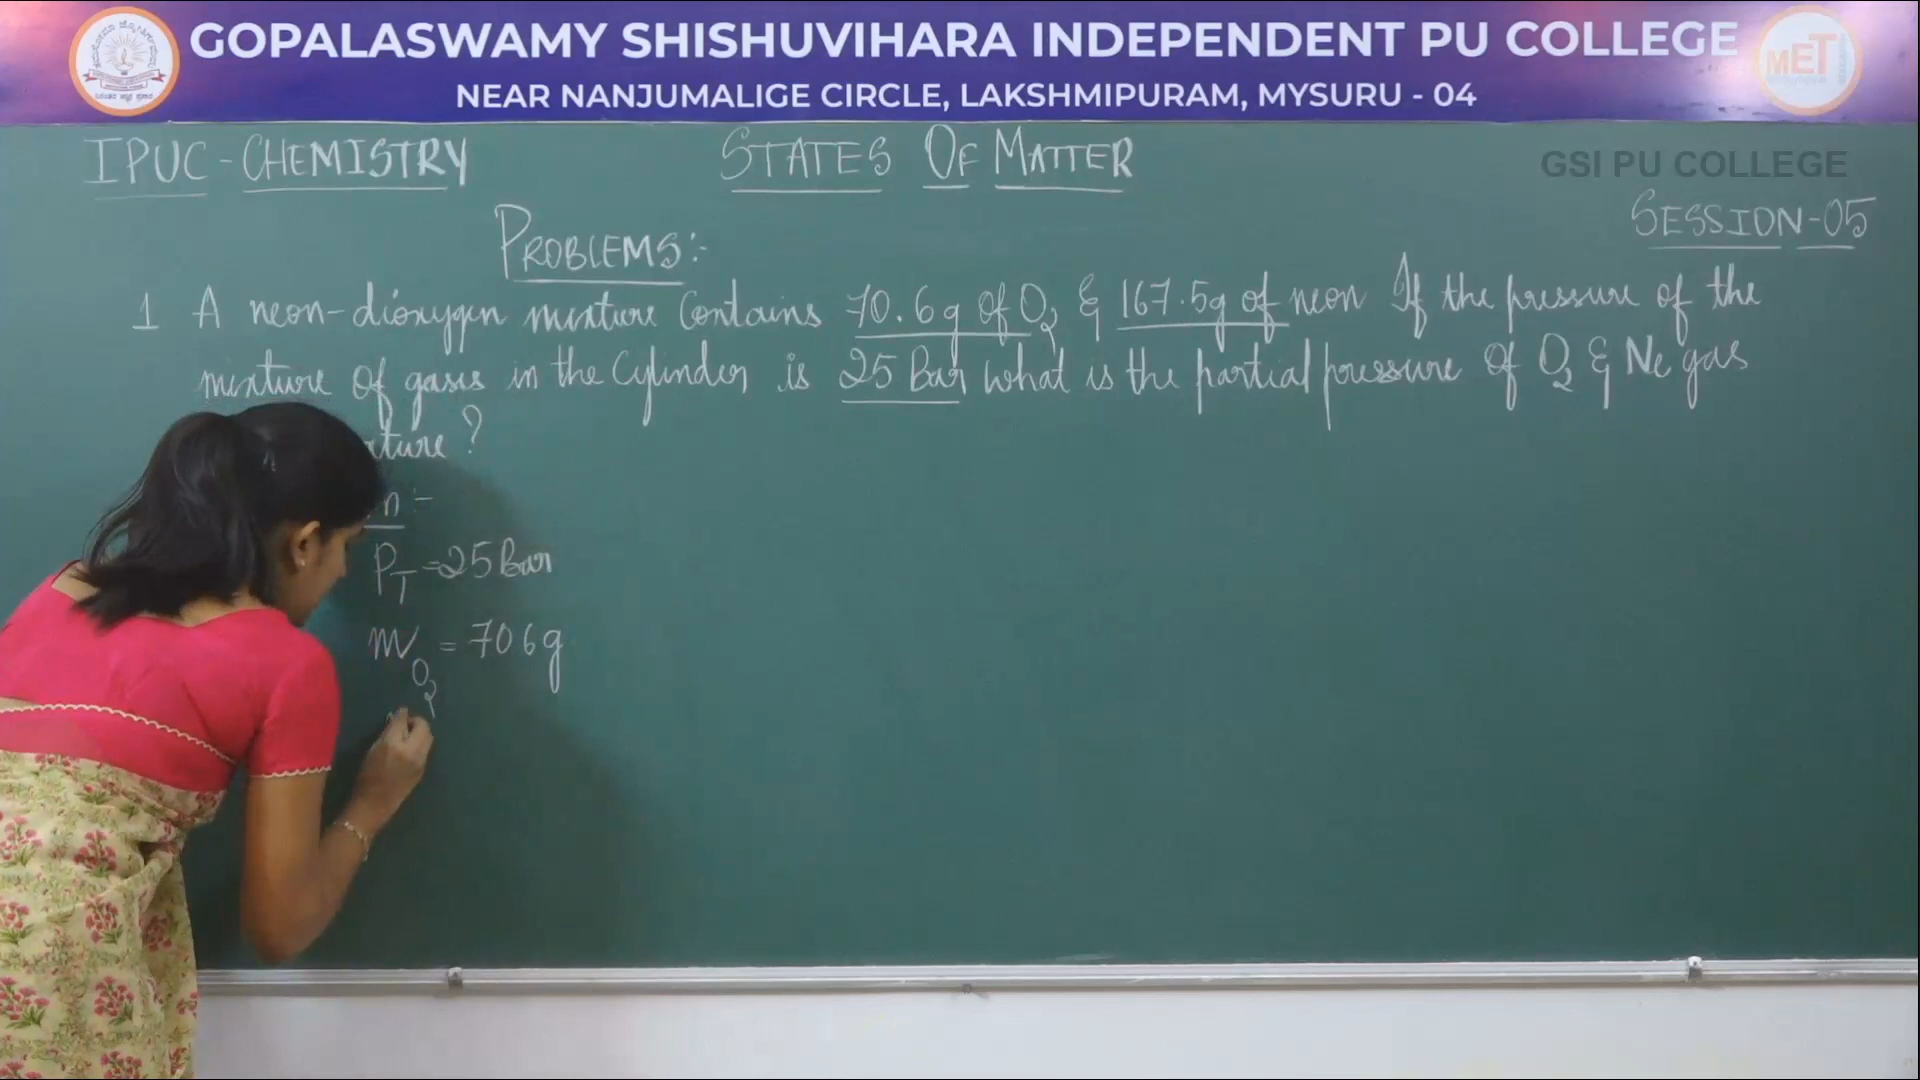 GOPALASWAMY SHISHUVIHARA INDEPENDENT PU COLLEGE
MET
NEAR NANJUMALIGE CIRCLE, LAKSHMIPURAM, MYSURU - 04
IPUC - CHEMISTRY
STATES OF MATTER
GSI PU COLLEGE
SESSION-05
PROBLEMS:-
1 A neon-dioxygen mixture Contains 70.6g of O2 & 167.5g of neon If the pressure of the
mixture of gases in the Cylinder is 25 Bar what is the partial pressure of O2 & Ne gas
xture ?
n :-
PT = 25 Bar
mO2 = 706g